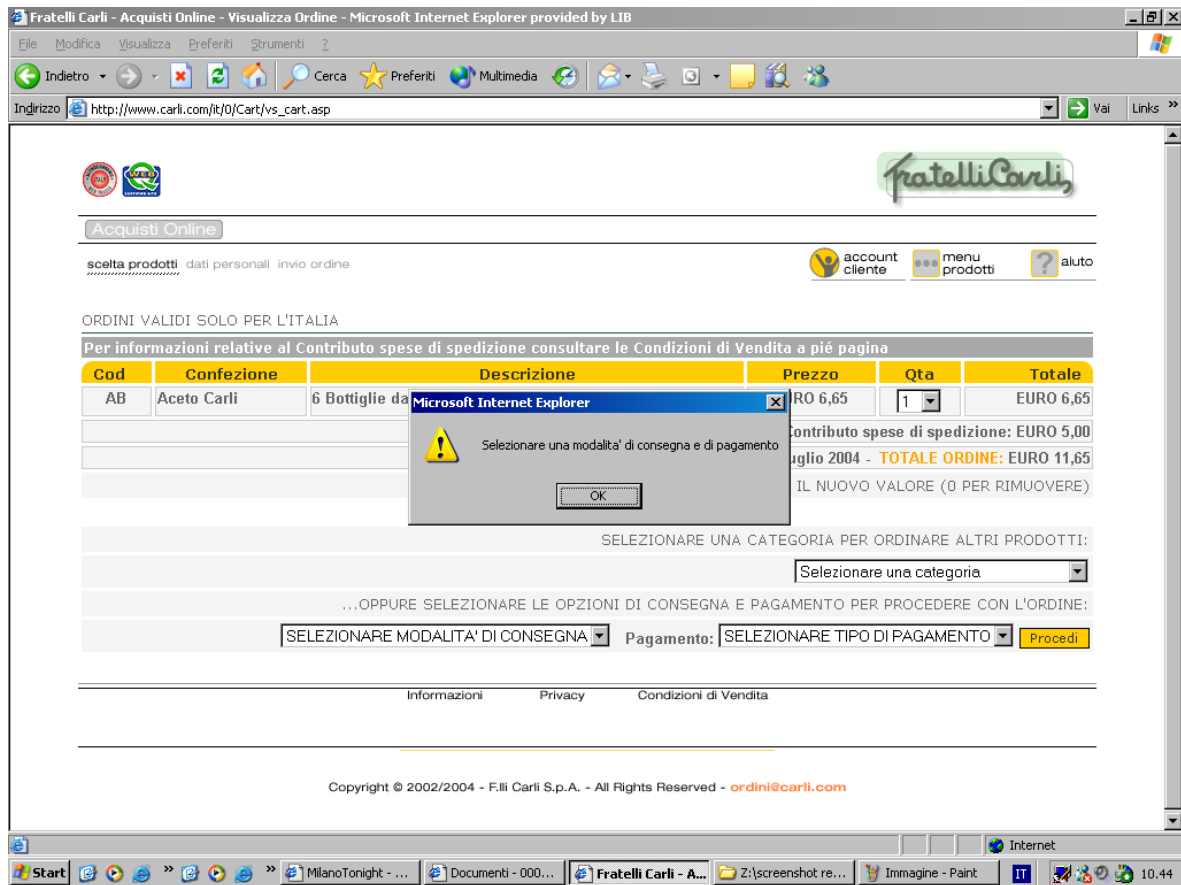 Fratelli Carli - Acquisti Online - Visualizza Ordine - Microsoft Internet Explorer provided by LIB
File Modifica Visualizza Preferiti Strumenti ?
Indietro Cerca Preferiti Multimedia
Indirizzo http://www.carli.com/it/0/Cart/vs_cart.asp Vai Links »
WEB
fratelliCarli
Acquisti Online
scelta prodotti dati personali invio ordine
account cliente
menu prodotti
? aiuto
ORDINI VALIDI SOLO PER L'ITALIA
Per informazioni relative al Contributo spese di spedizione consultare le Condizioni di Vendita a pié pagina
Cod Confezione Descrizione Prezzo Qta Totale
AB Aceto Carli 6 Bottiglie da RO 6,65 1 EURO 6,65
Contributo spese di spedizione: EURO 5,00
uglio 2004 - TOTALE ORDINE: EURO 11,65
IL NUOVO VALORE (0 PER RIMUOVERE)
Microsoft Internet Explorer
Selezionare una modalita' di consegna e di pagamento
OK
SELEZIONARE UNA CATEGORIA PER ORDINARE ALTRI PRODOTTI:
Selezionare una categoria
...OPPURE SELEZIONARE LE OPZIONI DI CONSEGNA E PAGAMENTO PER PROCEDERE CON L'ORDINE:
SELEZIONARE MODALITA' DI CONSEGNA Pagamento: SELEZIONARE TIPO DI PAGAMENTO Procedi
Informazioni Privacy Condizioni di Vendita
Copyright © 2002/2004 - F.lli Carli S.p.A. - All Rights Reserved - ordini@carli.com
Internet
Start » » MilanoTonight - ... Documenti - 000... Fratelli Carli - A... Z:\screenshot re... Immagine - Paint IT 10.44